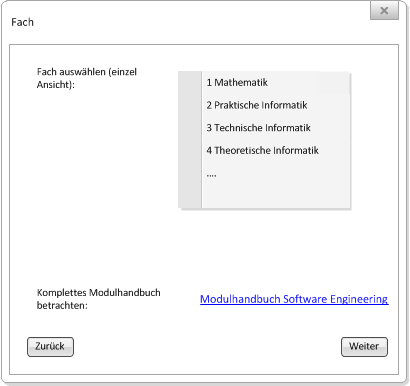 Fach
Fach auswählen (einzel
Ansicht):
1 Mathematik
2 Praktische Informatik
3 Technische Informatik
4 Theoretische Informatik
....
Komplettes Modulhandbuch
betrachten:
Modulhandbuch Software Engineering
Zurück
Weiter